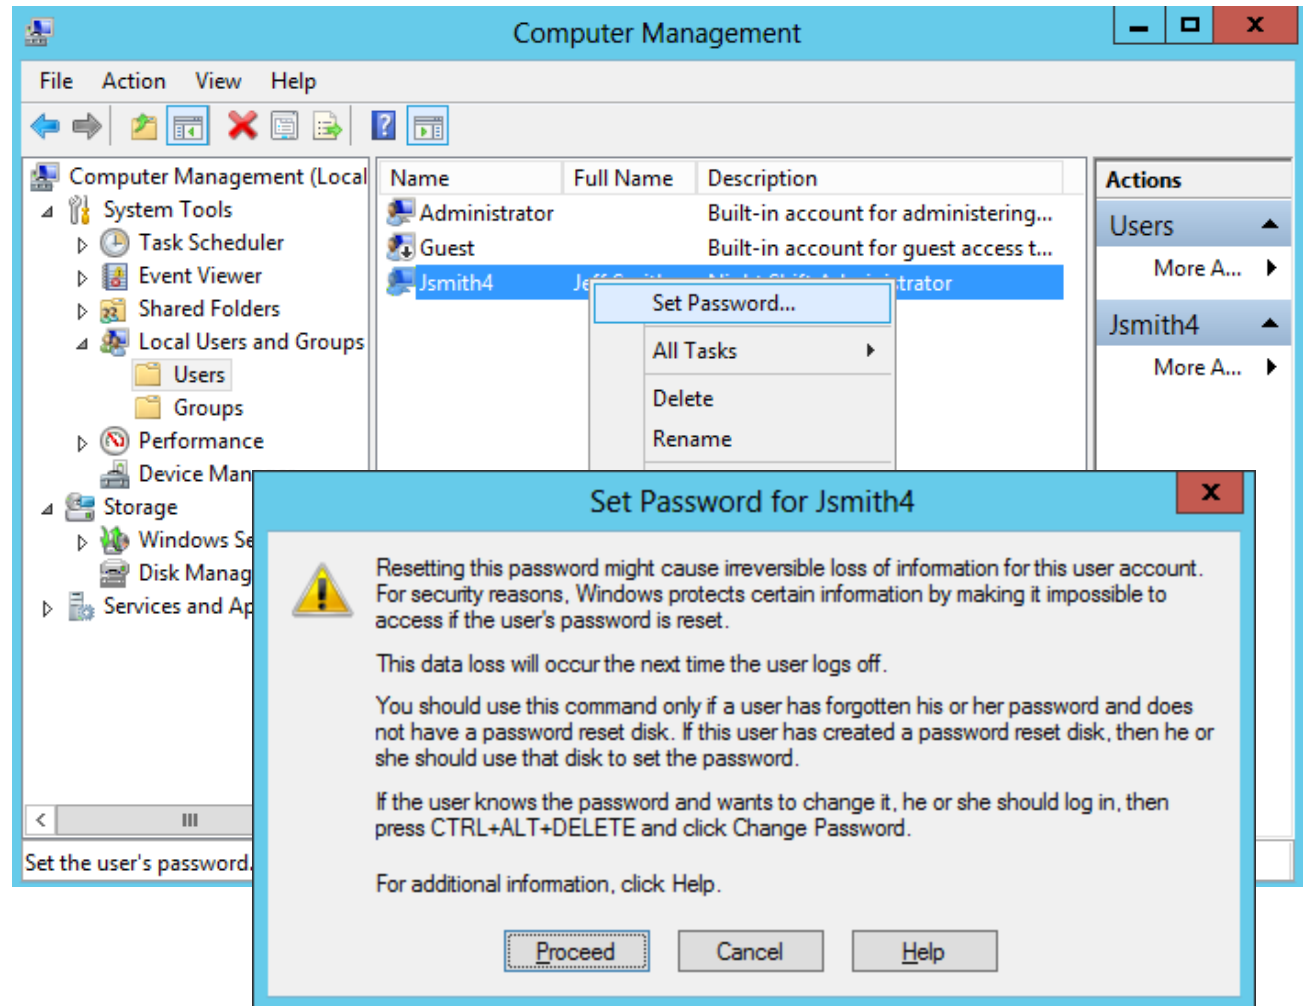 Computer Management
File Action View Help
Computer Management (Local
System Tools
Task Scheduler
Event Viewer
Shared Folders
Local Users and Groups
Users
Groups
Performance
Device Man
Storage
Windows Se
Disk Manag
Services and Ap
Name Full Name Description
Administrator Built-in account for administering...
Guest Built-in account for guest access t...
Jsmith4
Set Password...
All Tasks
Delete
Rename
Actions
Users
More A...
Jsmith4
More A...
Set the user's password.
Set Password for Jsmith4
Resetting this password might cause irreversible loss of information for this user account.
For security reasons, Windows protects certain information by making it impossible to
access if the user's password is reset.
This data loss will occur the next time the user logs off.
You should use this command only if a user has forgotten his or her password and does
not have a password reset disk. If this user has created a password reset disk, then he or
she should use that disk to set the password.
If the user knows the password and wants to change it, he or she should log in, then
press CTRL+ALT+DELETE and click Change Password.
For additional information, click Help.
Proceed Cancel Help